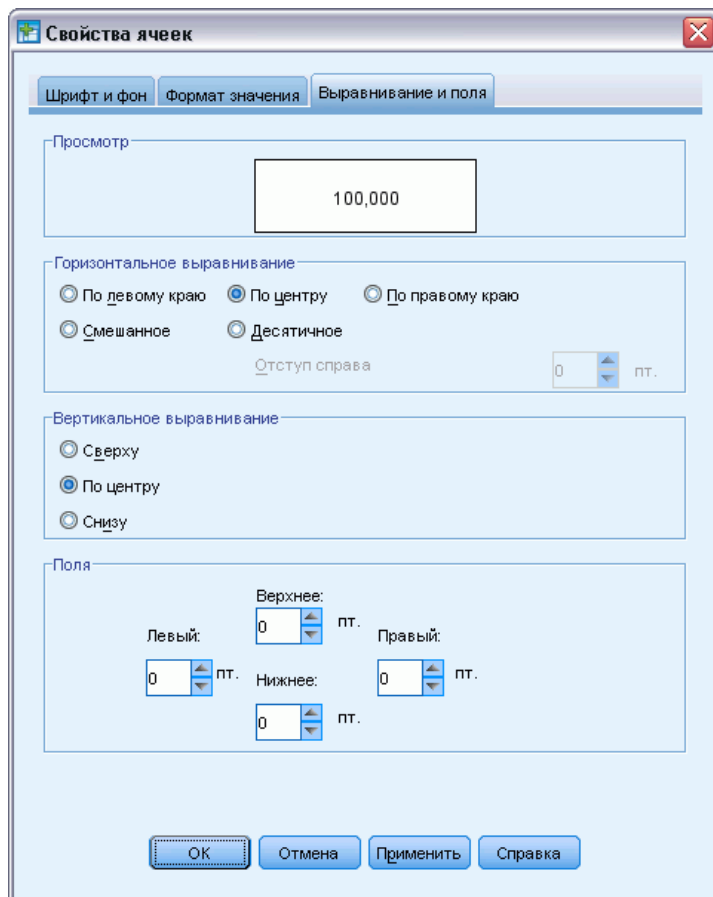 Свойства ячеек
Шрифт и фон Формат значения Выравнивание и поля
Просмотр
100,000
Горизонтальное выравнивание
По левому краю По центру По правому краю
Смешанное Десятичное
Отступ справа 0 пт.
Вертикальное выравнивание
Сверху
По центру
Снизу
Поля
Верхнее:
0 пт.
Левый: Правый:
0 пт. Нижнее: 0 пт.
0 пт.
ОК Отмена Применить Справка